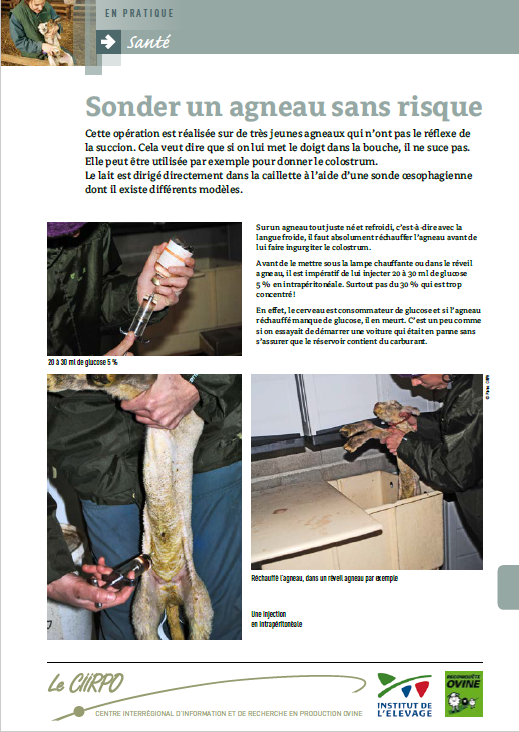 EN PRATIQUE
Santé
Sonder un agneau sans risque
Cette opération est réalisée sur de très jeunes agneaux qui n'ont pas le réflexe de
la succion. Cela veut dire que si on lui met le doigt dans la bouche, il ne suce pas.
Elle peut être utilisée par exemple pour donner le colostrum.
Le lait est dirigé directement dans la caillette à l'aide d'une sonde œsophagienne
dont il existe différents modèles.
Sur un agneau tout juste né et refroidi, c'est-à-dire avec la
langue froide, il faut absolument réchauffer l'agneau avant de
lui faire ingurgiter le colostrum.
Avant de le mettre sous la lampe chauffante ou dans le réveil
agneau, il est impératif de lui injecter 20 à 30 ml de glucose
5 % en intrapéritonéale. Surtout pas du 30 % qui est trop
concentré !
En effet, le cerveau est consommateur de glucose et si l'agneau
réchauffé manque de glucose, il en meurt. C'est un peu comme
si on essayait de démarrer une voiture qui était en panne sans
s'assurer que le réservoir contient du carburant.
20 à 30 ml de glucose 5 %
Réchauffé l'agneau, dans un réveil agneau par exemple
Une injection
en intrapéritonéale
Le CIIRPO
CENTRE INTERRÉGIONAL D'INFORMATION ET DE RECHERCHE EN PRODUCTION OVINE
INSTITUT DE
L'ELEVAGE
RECONQUÊTE
OVINE